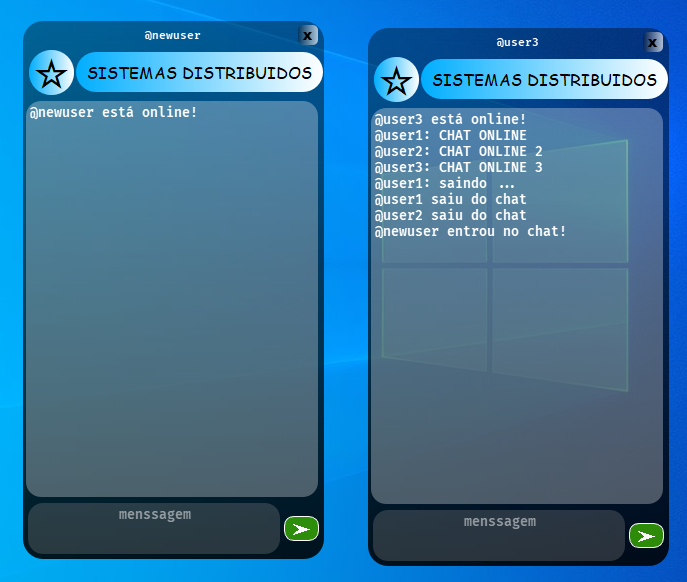 @newuser
x
SISTEMAS DISTRIBUIDOS
@newuser está online!
menssagem
@user3
x
SISTEMAS DISTRIBUIDOS
@user3 está online!
@user1: CHAT ONLINE
@user2: CHAT ONLINE 2
@user3: CHAT ONLINE 3
@user1: saindo ...
@user1 saiu do chat
@user2 saiu do chat
@newuser entrou no chat!
menssagem